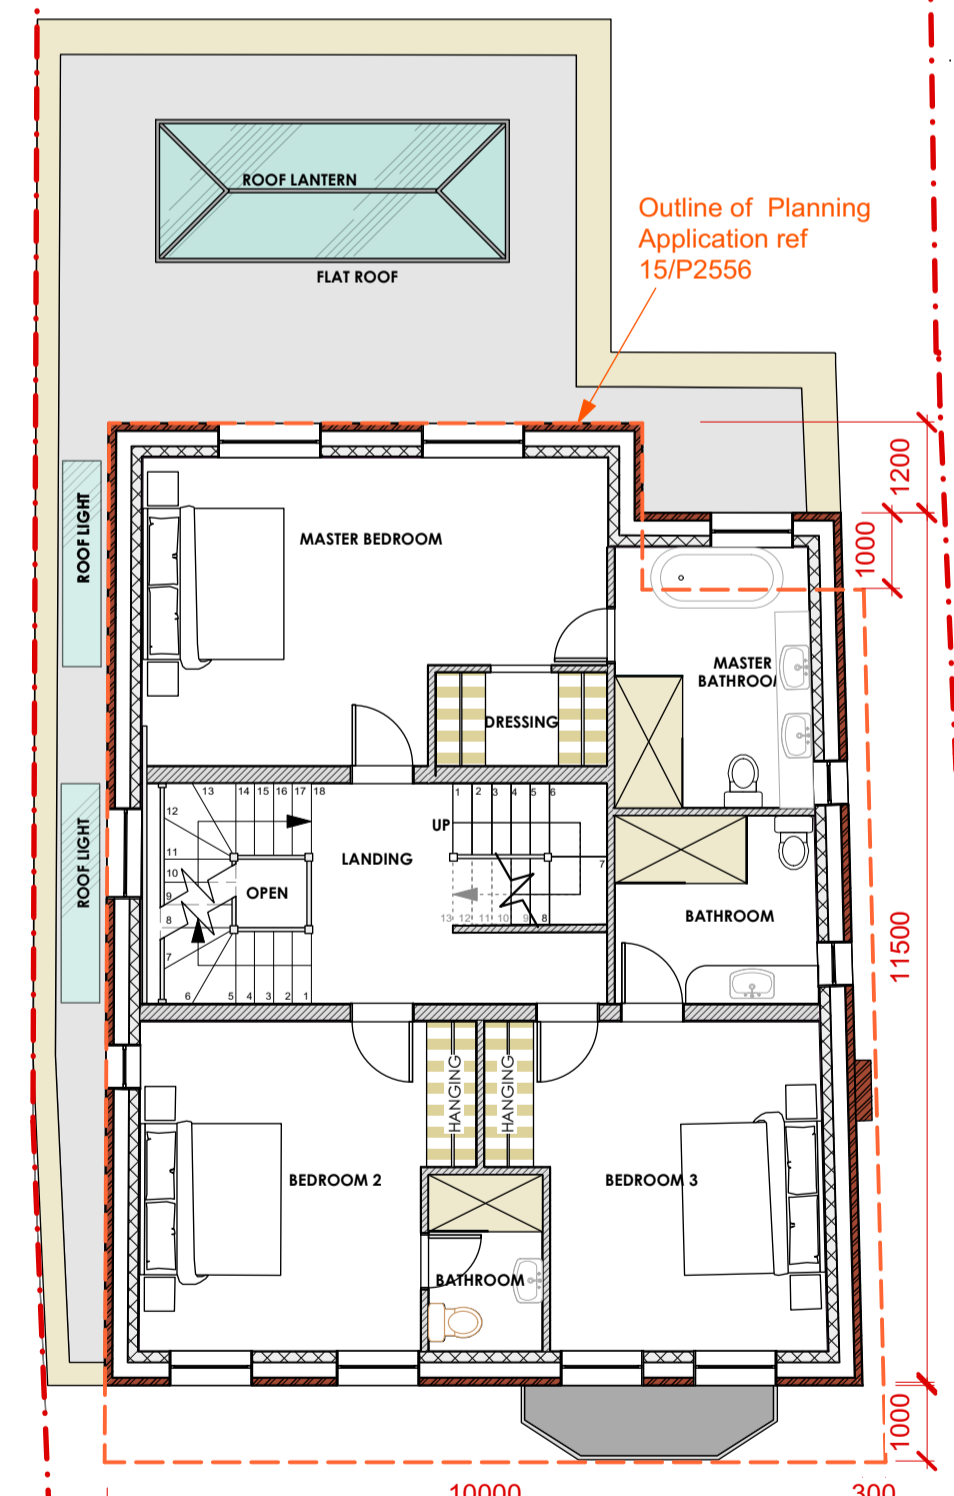 ROOF LANTERN
FLAT ROOF
Outline of Planning
Application ref
15/P2556
1200
1000
ROOF LIGHT
MASTER BEDROOM
MASTER
BATHROOM
DRESSING
13 14 15 16 17 18
12
11
10
9
8
7
6 5 4 3 2 1
OPEN
LANDING
UP
1 2 3 4 5 6
7
13 12 11 10 9 8
ROOF LIGHT
BATHROOM
11500
HANGING
HANGING
BEDROOM 2
BEDROOM 3
BATHROOM
1000
10000
300